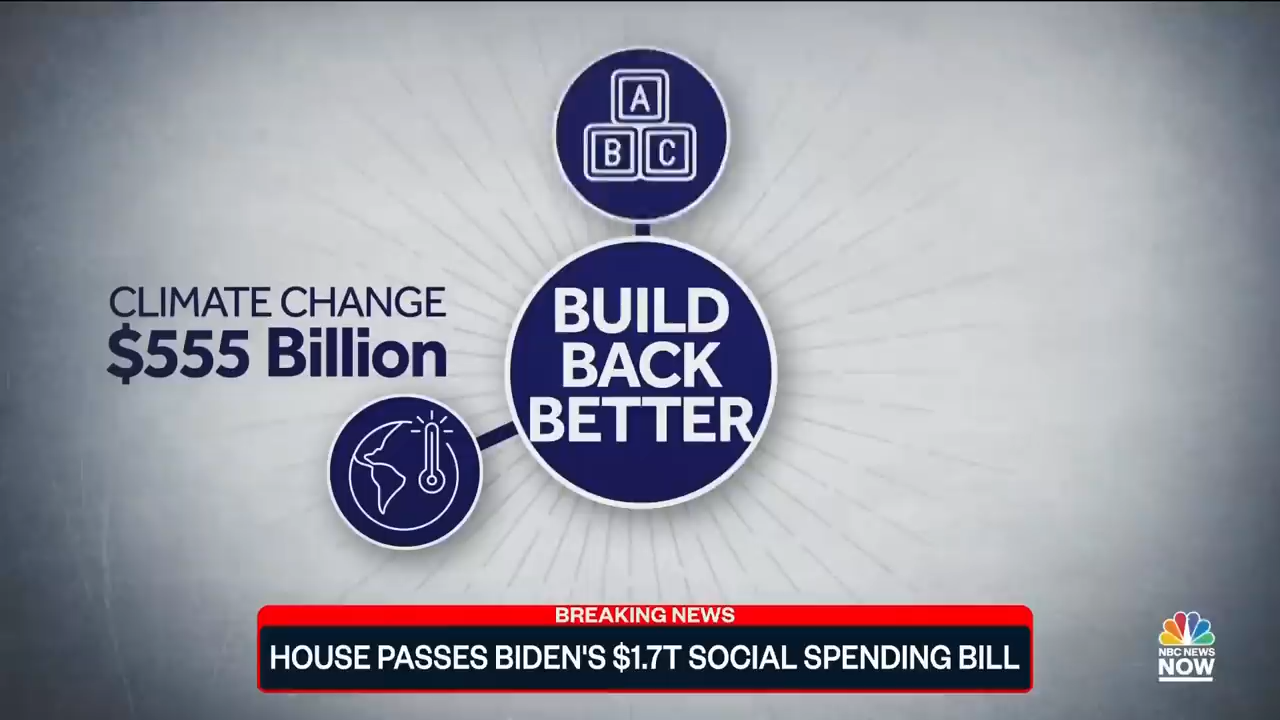 A
B C
BUILD
BACK
BETTER
CLIMATE CHANGE
$555 Billion
BREAKING NEWS
HOUSE PASSES BIDEN'S $1.7T SOCIAL SPENDING BILL
NBC NEWS
NOW